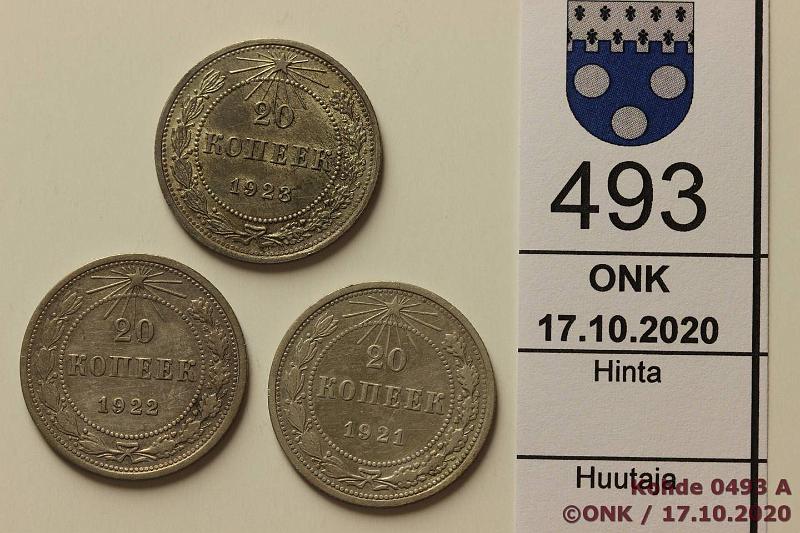 20
КОПЕЕК
1923
20
КОПЕЕК
1922
20
КОПЕЕК
1921
493
ONK
17.10.2020
Hinta
Huutaja
Kohde 0493 A
©ONK / 17.10.2020